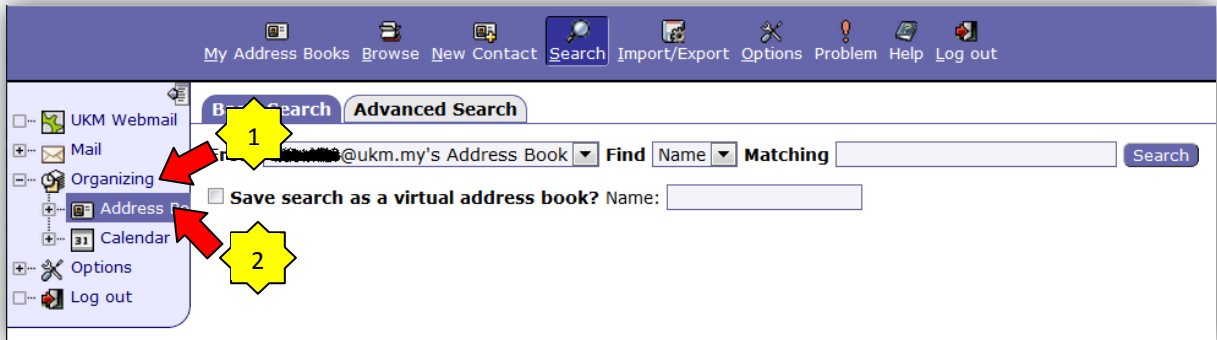 My Address Books Browse New Contact Search Import/Export Options Problem Help Log out
Search Advanced Search
UKM Webmail
1
Mail
@ukm.my's Address Book Find Name Matching Search
Organizing
Save search as a virtual address book? Name:
Address
31 Calendar
2
Options
Log out